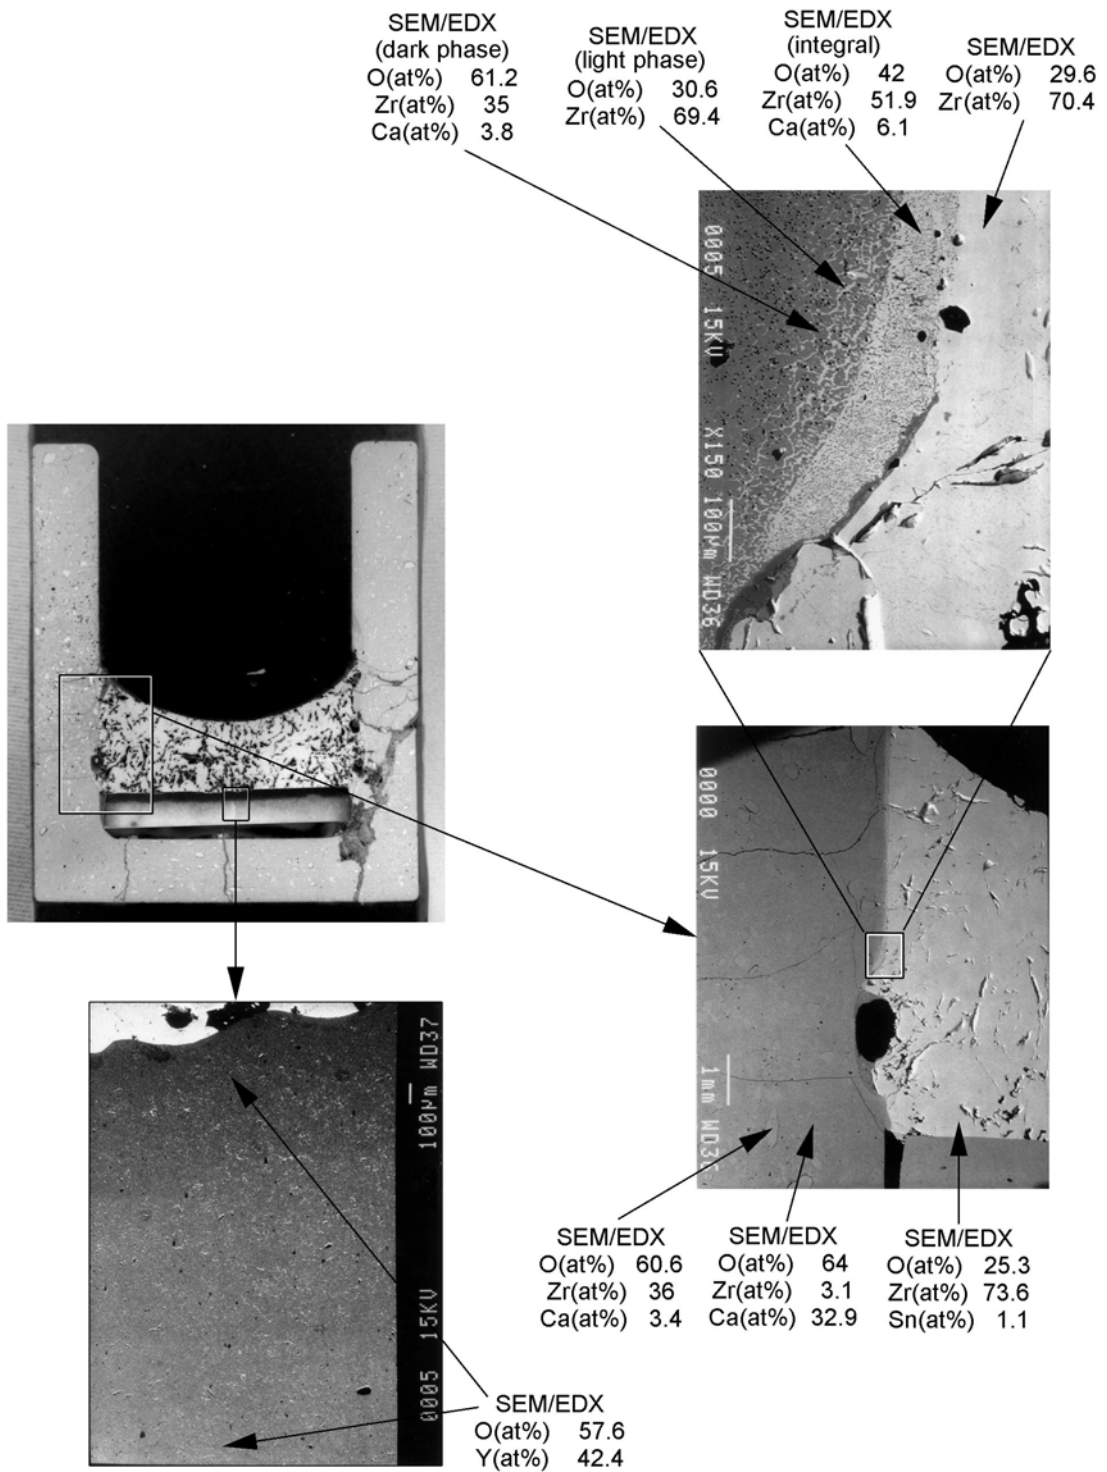 SEM/EDX
(dark phase)
O(at%) 61.2
Zr(at%) 35
Ca(at%) 3.8
SEM/EDX
(light phase)
O(at%) 30.6
Zr(at%) 69.4
SEM/EDX
(integral)
O(at%) 42
Zr(at%) 51.9
Ca(at%) 6.1
SEM/EDX
O(at%) 29.6
Zr(at%) 70.4
0005 15KV X150 100µm WD36
0000 15KV 1mm WD36
SEM/EDX
O(at%) 60.6
Zr(at%) 36
Ca(at%) 3.4
SEM/EDX
O(at%) 64
Zr(at%) 3.1
Ca(at%) 32.9
SEM/EDX
O(at%) 25.3
Zr(at%) 73.6
Sn(at%) 1.1
0005 15KV 100µm WD37
SEM/EDX
O(at%) 57.6
Y(at%) 42.4